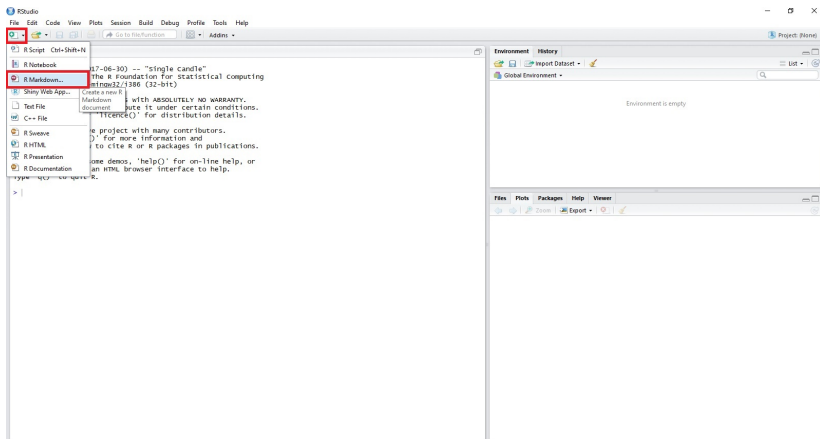 RStudio
File Edit Code View Plots Session Build Debug Profile Tools Help
Go to file/function Addins Project: (None)
R Script Ctrl+Shift+N
R Notebook
R Markdown...
Shiny Web App...
Text File
C++ File
R Sweave
R HTML
R Presentation
R Documentation
Create a new R
Markdown
document
17-06-30) -- "Single Candle"
The R Foundation for Statistical Computing
mingw32/i386 (32-bit)
with ABSOLUTELY NO WARRANTY.
ute it under certain conditions.
'licence()' for distribution details.
e project with many contributors.
)' for more information and
to cite R or R packages in publications.
ome demos, 'help()' for on-line help, or
an HTML browser interface to help.
Type 'q()' to quit R.
>
Environment History
Import Dataset List
Global Environment
Environment is empty
Files Plots Packages Help Viewer
Zoom Export